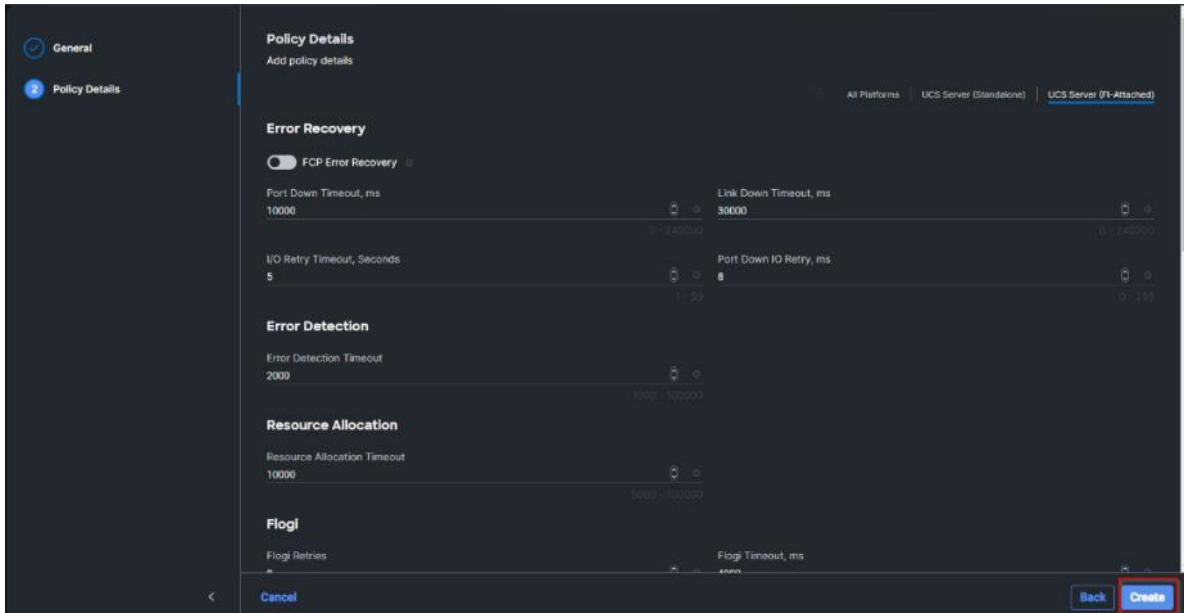 General
2 Policy Details
Policy Details
Add policy details
All Platforms | UCS Server (Standalone) | UCS Server (FI-Attached)
Error Recovery
FCP Error Recovery
Port Down Timeout, ms
10000
0 - 240000
Link Down Timeout, ms
30000
0 - 240000
I/O Retry Timeout, Seconds
5
1 - 59
Port Down IO Retry, ms
8
0 - 255
Error Detection
Error Detection Timeout
2000
1000 - 100000
Resource Allocation
Resource Allocation Timeout
10000
5000 - 100000
Flogi
Flogi Retries
Flogi Timeout, ms
4000
< Cancel
Back
Create